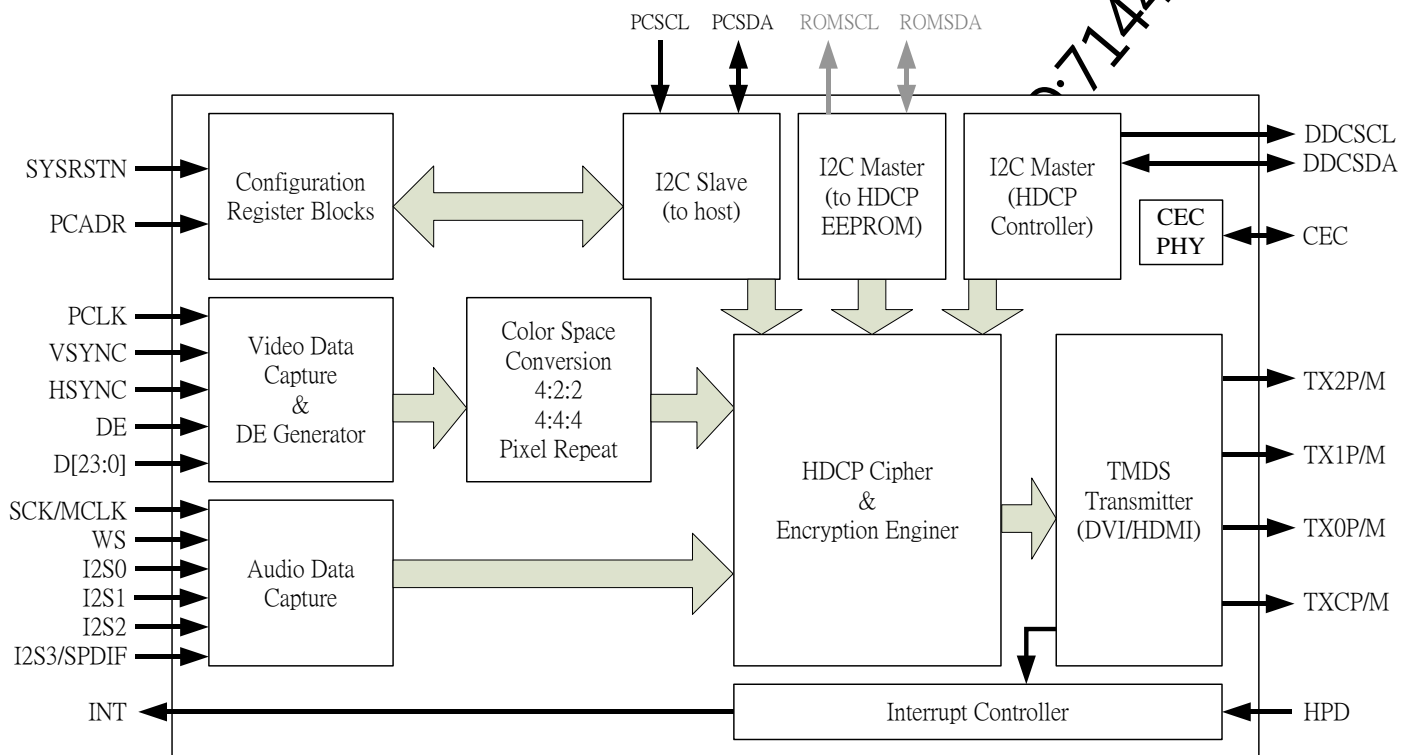 PCSCL PCSDA ROMSCL ROMSDA
:7144
SYSRSTN
PCADR
Configuration
Register Blocks
I2C Slave
(to host)
I2C Master
(to HDCP
EEPROM)
I2C Master
(HDCP
Controller)
DDCSCL
DDCSDA
CEC
PHY
CEC
PCLK
VSYNC
HSYNC
DE
D[23:0]
Video Data
Capture
&
DE Generator
Color Space
Conversion
4:2:2
4:4:4
Pixel Repeat
HDCP Cipher
&
Encryption Enginer
TMDS
Transmitter
(DVI/HDMI)
TX2P/M
TX1P/M
TX0P/M
TXCP/M
SCK/MCLK
WS
I2S0
I2S1
I2S2
I2S3/SPDIF
Audio Data
Capture
INT
Interrupt Controller
HPD